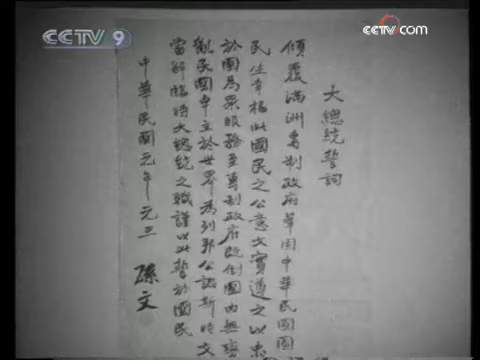 CCTV 9
cctv.com
大總統誓詞
傾覆滿洲專制政府鞏固中華民國圖
民生幸福此國民之公意文實遵之以忠
於國為眾服務至專制政府既倒國內無變
亂民國卓立於世界為列邦公認斯時文
當解臨時大總統之職謹以此誓於國民
中華民國元年元旦 孫文